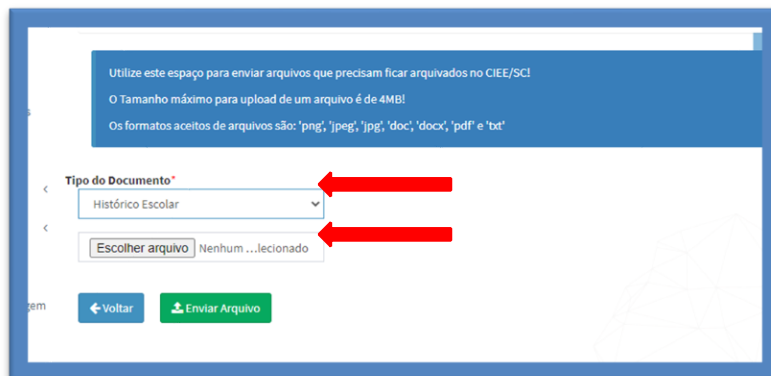 Utilize este espaço para enviar arquivos que precisam ficar arquivados no CIEE/SC!
O Tamanho máximo para upload de um arquivo é de 4MB!
Os formatos aceitos de arquivos são: 'png', 'jpeg', 'jpg', 'doc', 'docx', 'pdf' e 'txt'
s
Tipo do Documento*
Histórico Escolar
Escolher arquivo Nenhum ...lecionado
gem
Voltar Enviar Arquivo